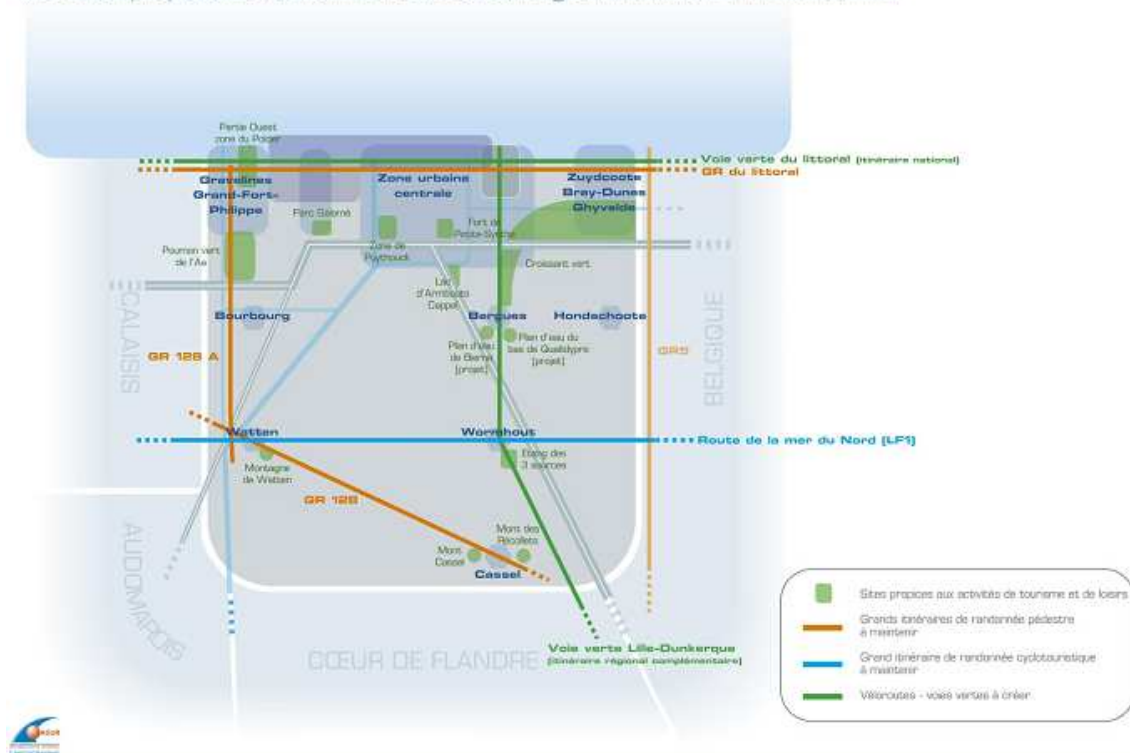 Partie Ouest
zone du Polder
Voie verte du littoral (itinéraire national)
GR du littoral
Gravelines
Grand-Fort-
Philippe
Zone urbaine
centrale
Zuydcoote
Bray-Dunes
Ghyvelde
Parc Salomé
Fort de
Petite-Synthe
Poumon vert
de l'Aa
Zone de
Puythouck
Croissant vert
Lac
d'Armbouts
Cappel
CALAISIS
Bourbourg
Bergues
Hondschoote
BELGIQUE
Plan d'eau
de Bierne
(projet)
Plan d'eau du
bas de Quaëdypre
(projet)
GR 128 A
GR5
Watten
Wormhout
Route de la mer du Nord (LF1)
Montagne
de Watten
Etang des
3 sources
GR 128
Mont des
Récollets
Mont
Cassel
Cassel
AUDOMAROIS
CŒUR DE FLANDRE
Voie verte Lille-Dunkerque
(itinéraire régional complémentaire)
Sites propices aux activités de tourisme et de loisirs
Grands itinéraires de randonnée pédestre
à maintenir
Grand itinéraire de randonnée cyclotouristique
à maintenir
Véloroutes - voies vertes à créer